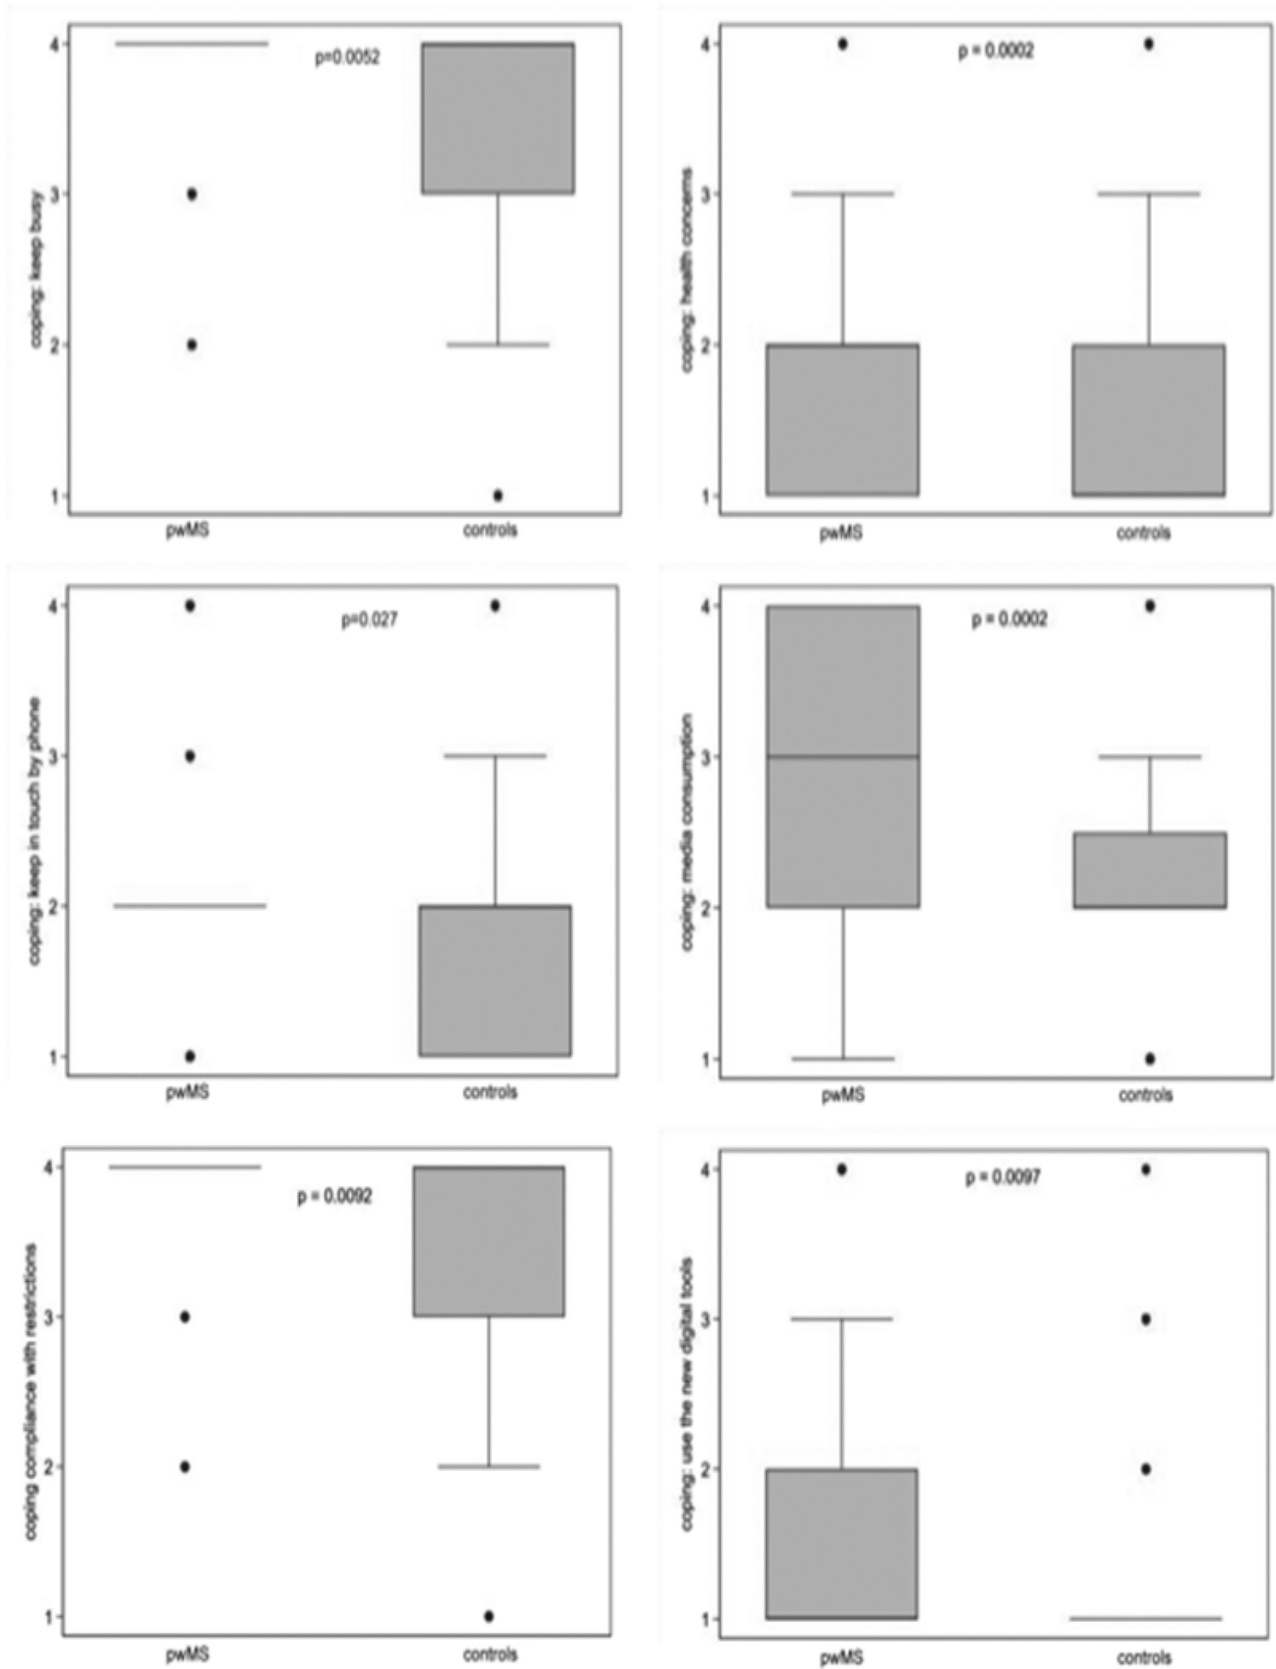 4
3
2
1
coping: keep busy
p=0.0052
pwMS
controls
4
3
2
1
coping: health concerns
p = 0.0002
pwMS
controls
4
3
2
1
coping: keep in touch by phone
p=0.027
pwMS
controls
4
3
2
1
coping: media consumption
p = 0.0002
pwMS
controls
4
3
2
1
coping compliance with restrictions
p = 0.0092
pwMS
controls
4
3
2
1
coping: use the new digital tools
p = 0.0097
pwMS
controls